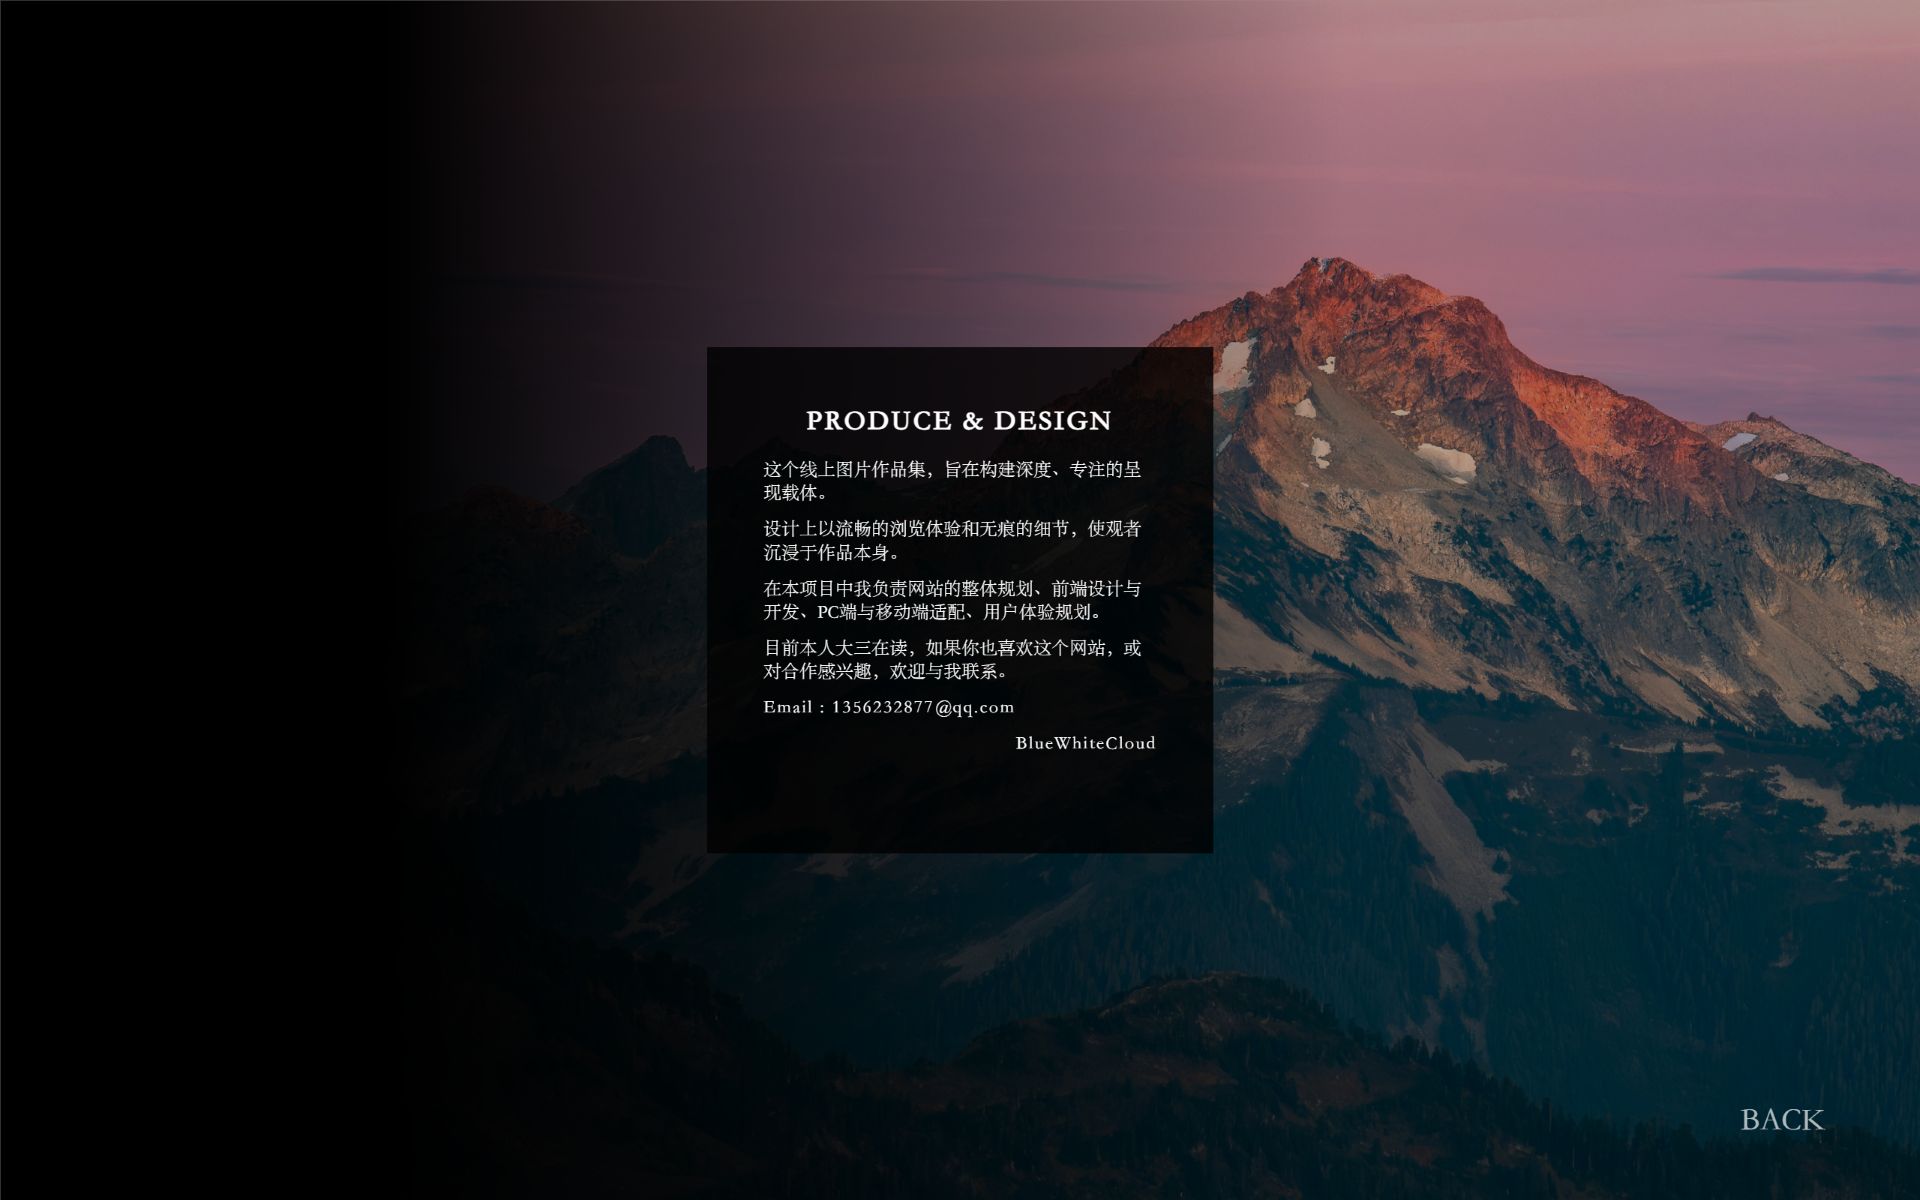 PRODUCE & DESIGN
这个线上图片作品集，旨在构建深度、专注的呈
现载体。
设计上以流畅的浏览体验和无痕的细节，使观者
沉浸于作品本身。
在本项目中我负责网站的整体规划、前端设计与
开发、PC端与移动端适配、用户体验规划。
目前本人大三在读，如果你也喜欢这个网站，或
对合作感兴趣，欢迎与我联系。
Email : 1356232877@qq.com
BlueWhiteCloud
BACK